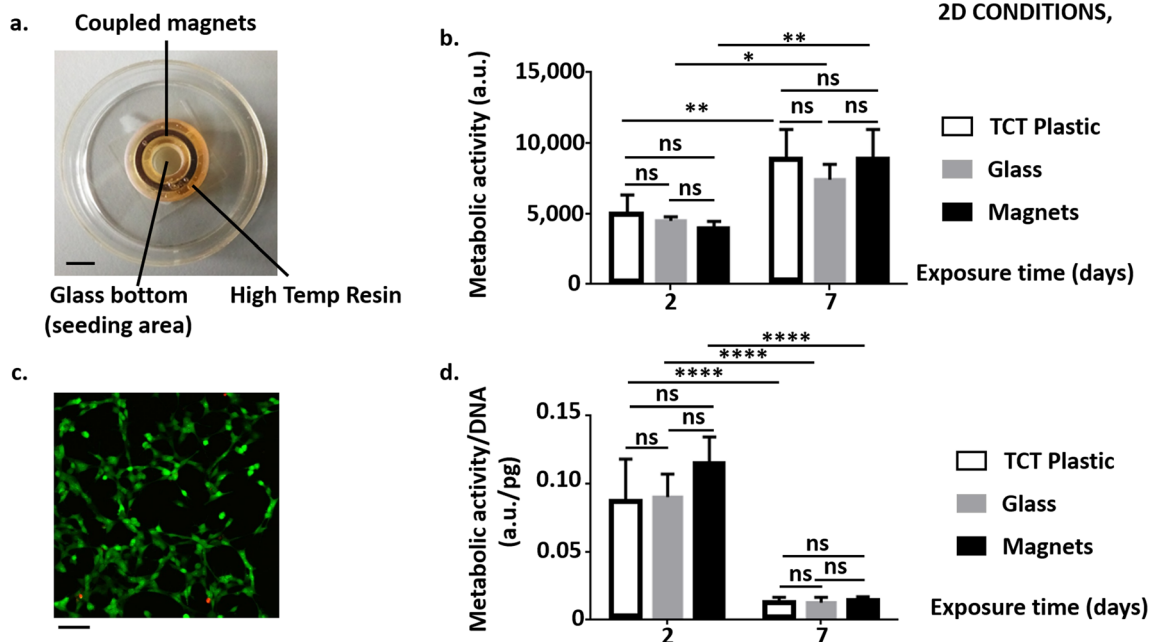 2D CONDITIONS,
a.
Coupled magnets
Glass bottom
(seeding area)
High Temp Resin
b.
Metabolic activity (a.u.)
15,000
10,000
5,000
0
**
*
**
ns
ns
ns
ns
ns
ns
2
7
TCT Plastic
Glass
Magnets
Exposure time (days)
c.
d.
Metabolic activity/DNA
(a.u./pg)
0.15
0.10
0.05
0
****
****
****
ns
ns
ns
ns
ns
ns
2
7
TCT Plastic
Glass
Magnets
Exposure time (days)